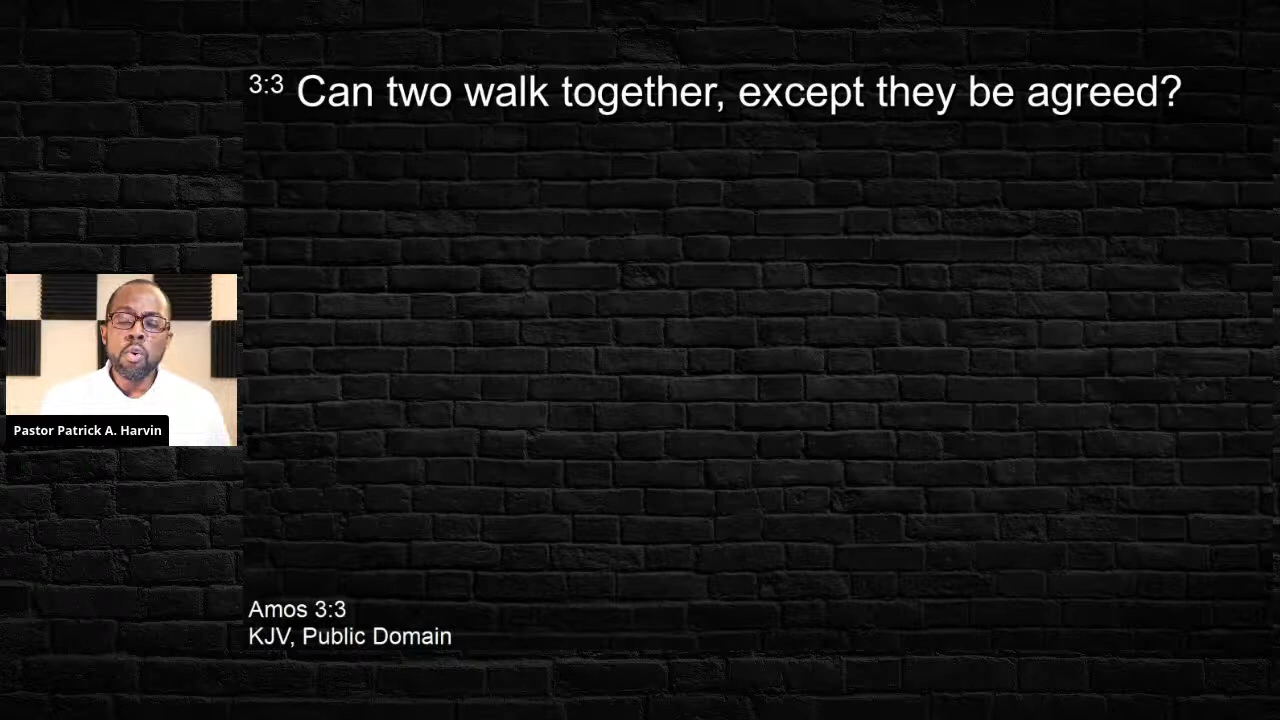 3:3 Can two walk together, except they be agreed?
Pastor Patrick A. Harvin
Amos 3:3
KJV, Public Domain